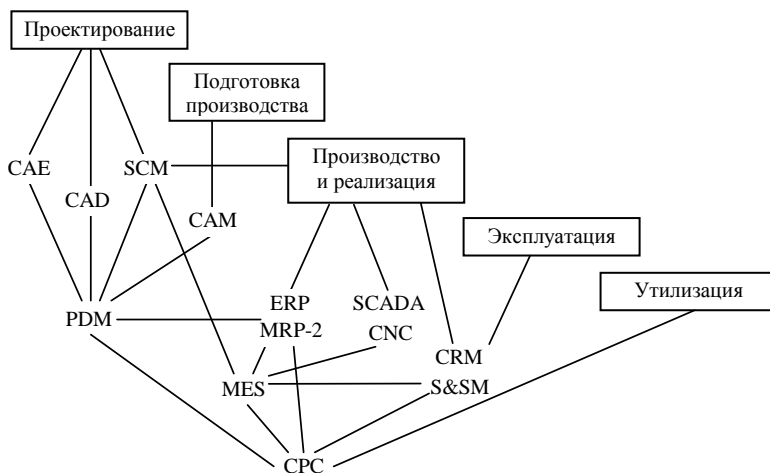 Проектирование
Подготовка
производства
Производство
и реализация
CAE
SCM
CAD
CAM
Эксплуатация
Утилизация
ERP
SCADA
PDM
MRP-2
CNC
CRM
MES
S&SM
CPC